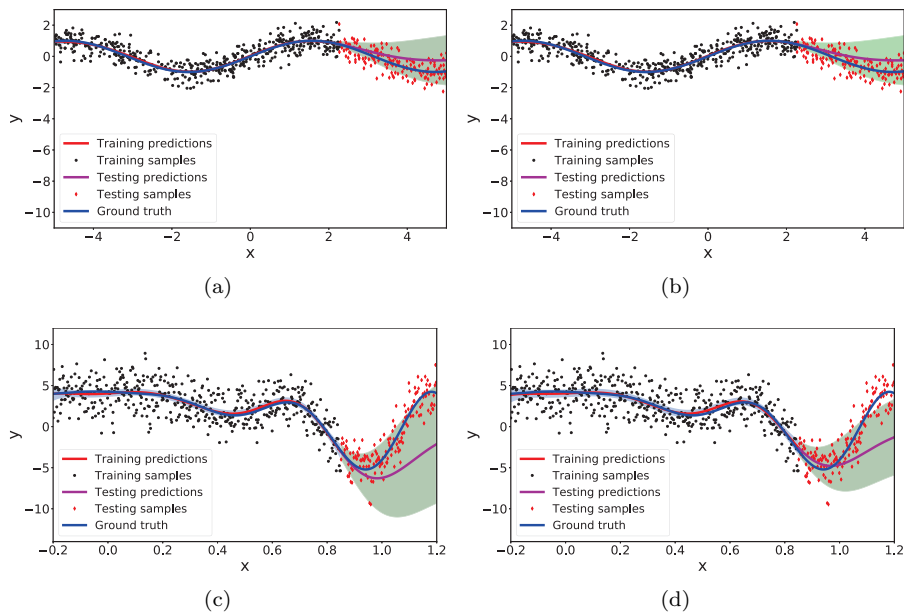 2
0
−2
−4
−6
−8
−10
y
Training predictions
Training samples
Testing predictions
Testing samples
Ground truth
−4 −2 0 2 4
x
(a)
2
0
−2
−4
−6
−8
−10
y
Training predictions
Training samples
Testing predictions
Testing samples
Ground truth
−4 −2 0 2 4
x
(b)
10
5
0
−5
−10
y
Training predictions
Training samples
Testing predictions
Testing samples
Ground truth
−0.2 0.0 0.2 0.4 0.6 0.8 1.0 1.2
x
(c)
10
5
0
−5
−10
y
Training predictions
Training samples
Testing predictions
Testing samples
Ground truth
−0.2 0.0 0.2 0.4 0.6 0.8 1.0 1.2
x
(d)